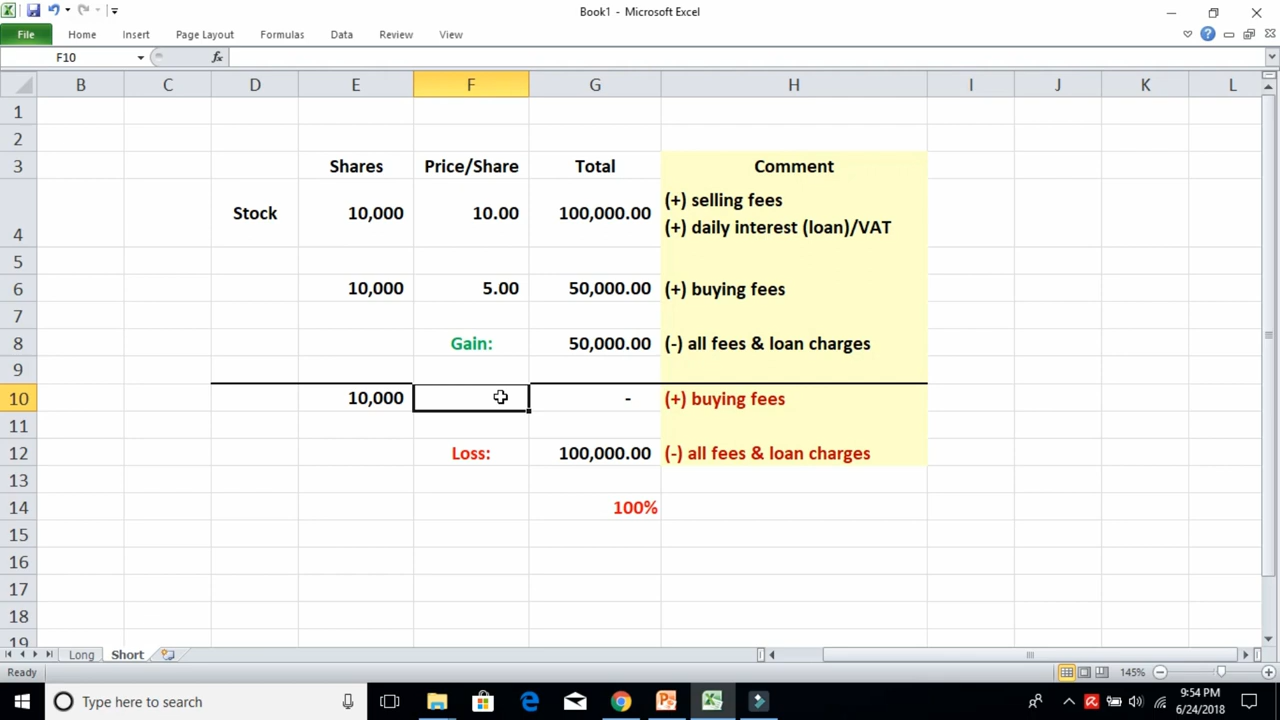 Book1 - Microsoft Excel
File Home Insert Page Layout Formulas Data Review View
F10 fx
B C D E F G H I J K L
1
2
3 Shares Price/Share Total Comment
(+) selling fees
4 Stock 10,000 10.00 100,000.00 (+) daily interest (loan)/VAT
5
6 10,000 5.00 50,000.00 (+) buying fees
7
8 Gain: 50,000.00 (-) all fees & loan charges
9
10 10,000 - (+) buying fees
11
12 Loss: 100,000.00 (-) all fees & loan charges
13
14 100%
15
16
17
18
19
Long Short
Ready 145%
Type here to search 9:54 PM
6/24/2018